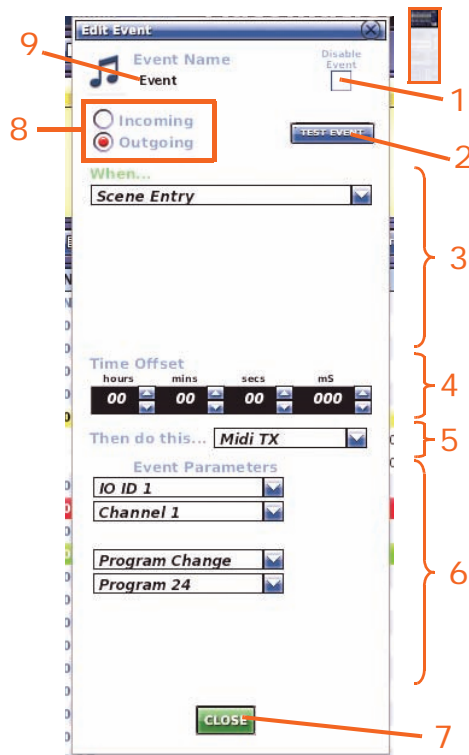 Edit Event
9
Event Name
Disable Event
Event
1
8
Incoming
Outgoing
TEST EVENT
2
When...
Scene Entry
3
Time Offset
hours mins secs mS
00 00 00 000
4
Then do this... Midi TX
5
Event Parameters
IO ID 1
Channel 1
Program Change
Program 24
6
CLOSE
7